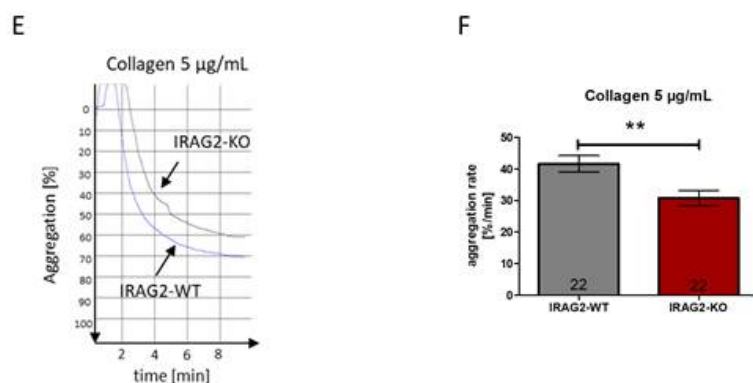 E
Collagen 5 µg/mL
0
10
20
30
40
50
60
70
80
90
100
Aggregation [%]
IRAG2-KO
IRAG2-WT
2 4 6 8
time [min]
F
Collagen 5 µg/mL
**
50
40
30
20
10
0
aggregation rate
[%/min]
22 22
IRAG2-WT IRAG2-KO